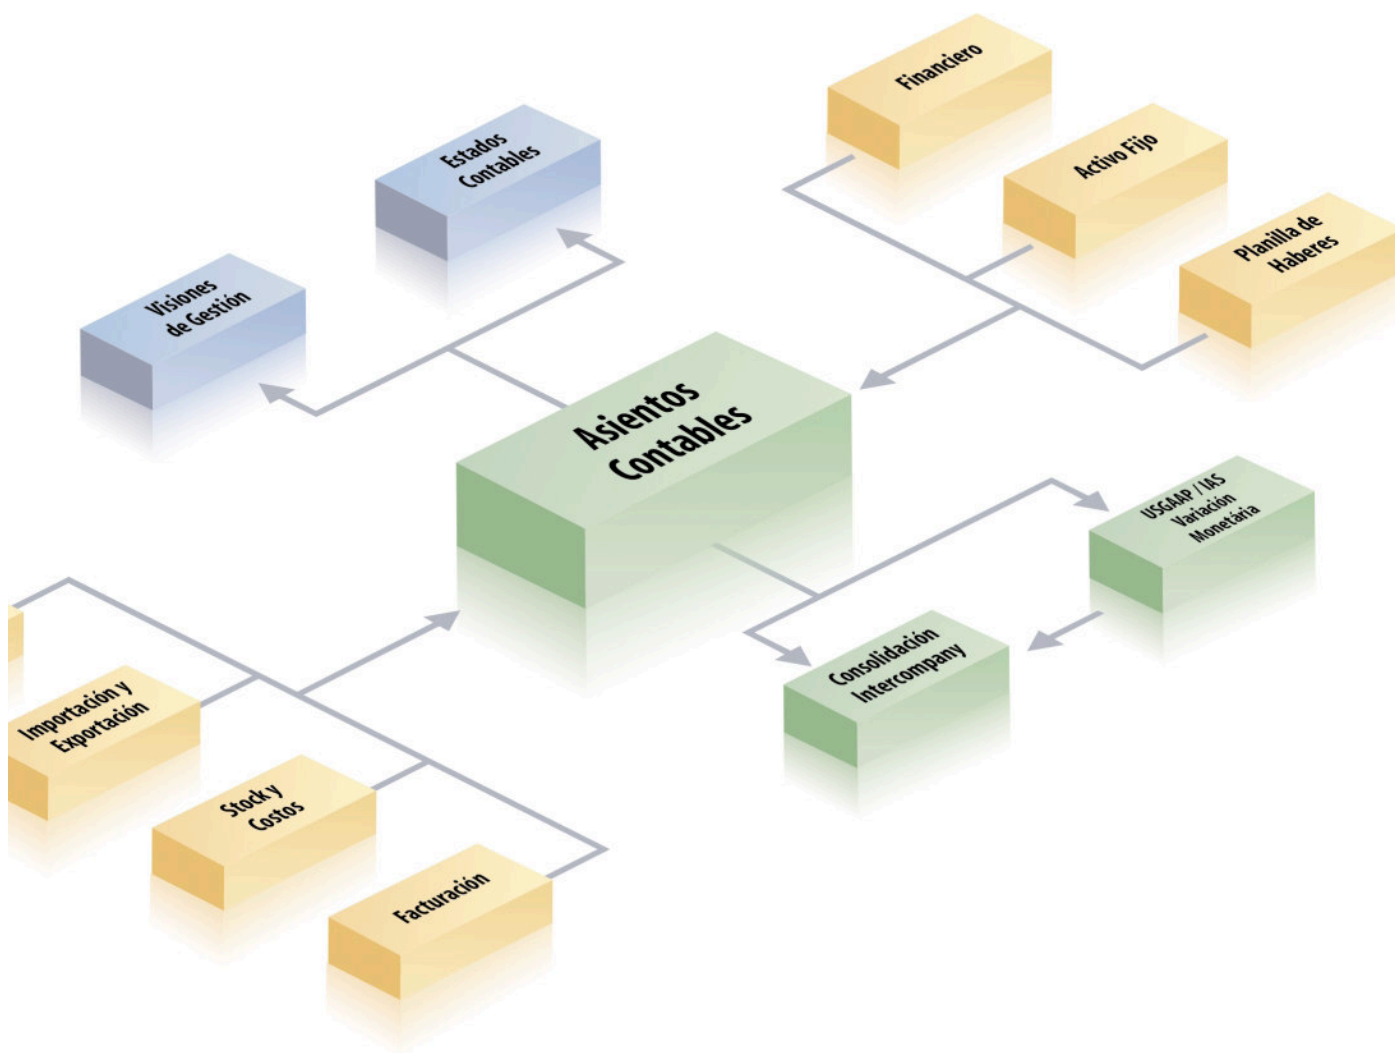 Financiero
Activo Fijo
Planilla de
Haberes
Estados
Contables
Visiones
de Gestión
Asientos
Contables
USGAAP / IAS
Variación
Monetária
Consolidación
Intercompany
Importación y
Exportación
Stock y
Costos
Facturación